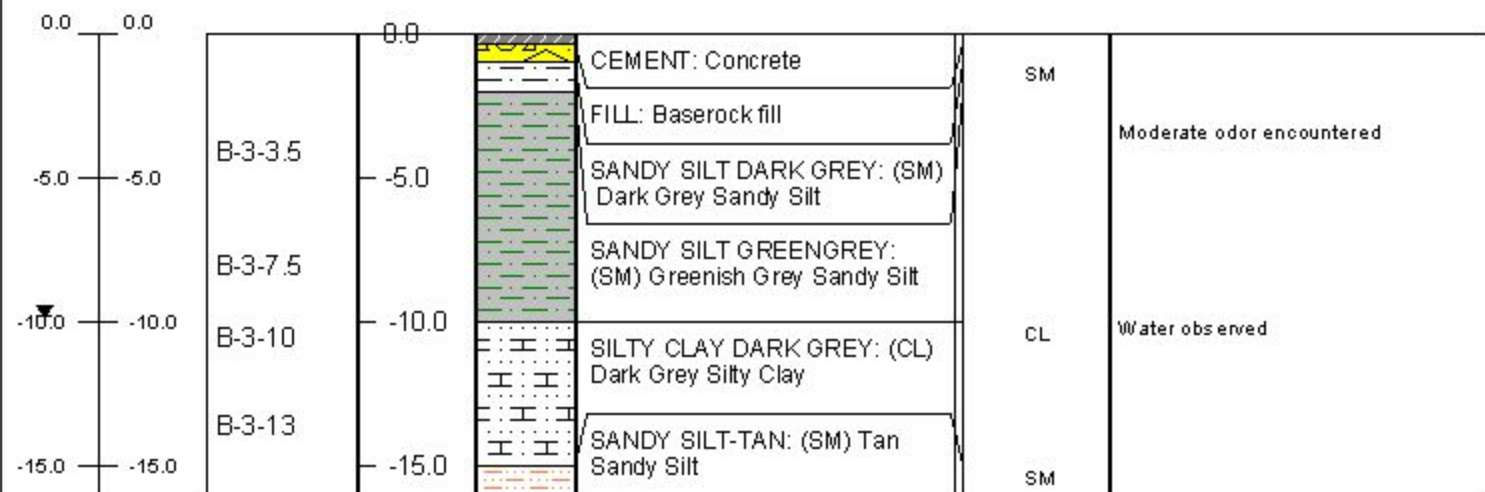 0.0 0.0 0.0
CEMENT: Concrete
SM
FILL: Baserock fill
Moderate odor encountered
B-3-3.5
-5.0 -5.0 -5.0
SANDY SILT DARK GREY: (SM)
Dark Grey Sandy Silt
SANDY SILT GREENGREY:
B-3-7.5
(SM) Greenish Grey Sandy Silt
-10.0 -10.0 -10.0
B-3-10
CL
Water observed
SILTY CLAY DARK GREY: (CL)
Dark Grey Silty Clay
B-3-13
SANDY SILT-TAN: (SM) Tan
Sandy Silt
-15.0 -15.0 -15.0
SM